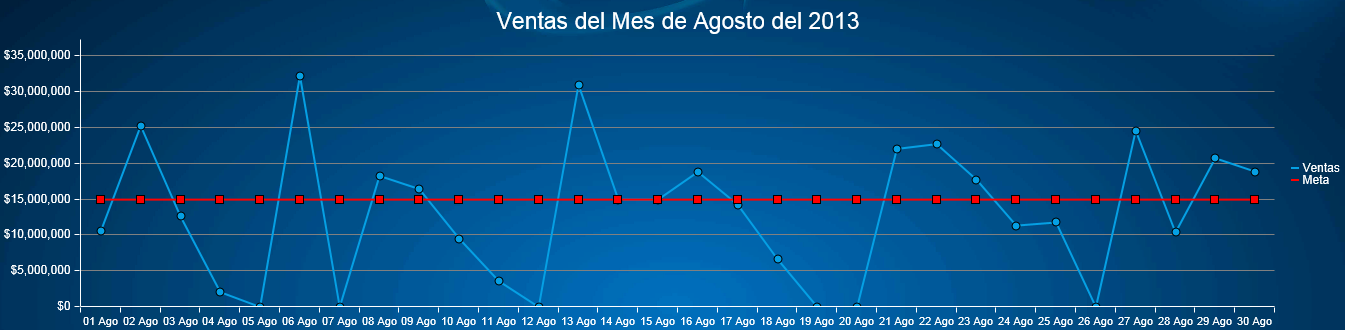 Ventas del Mes de Agosto del 2013
$35,000,000
$30,000,000
$25,000,000
$20,000,000
$15,000,000
$10,000,000
$5,000,000
$0
01 Ago 02 Ago 03 Ago 04 Ago 05 Ago 06 Ago 07 Ago 08 Ago 09 Ago 10 Ago 11 Ago 12 Ago 13 Ago 14 Ago 15 Ago 16 Ago 17 Ago 18 Ago 19 Ago 20 Ago 21 Ago 22 Ago 23 Ago 24 Ago 25 Ago 26 Ago 27 Ago 28 Ago 29 Ago 30 Ago
Ventas
Meta